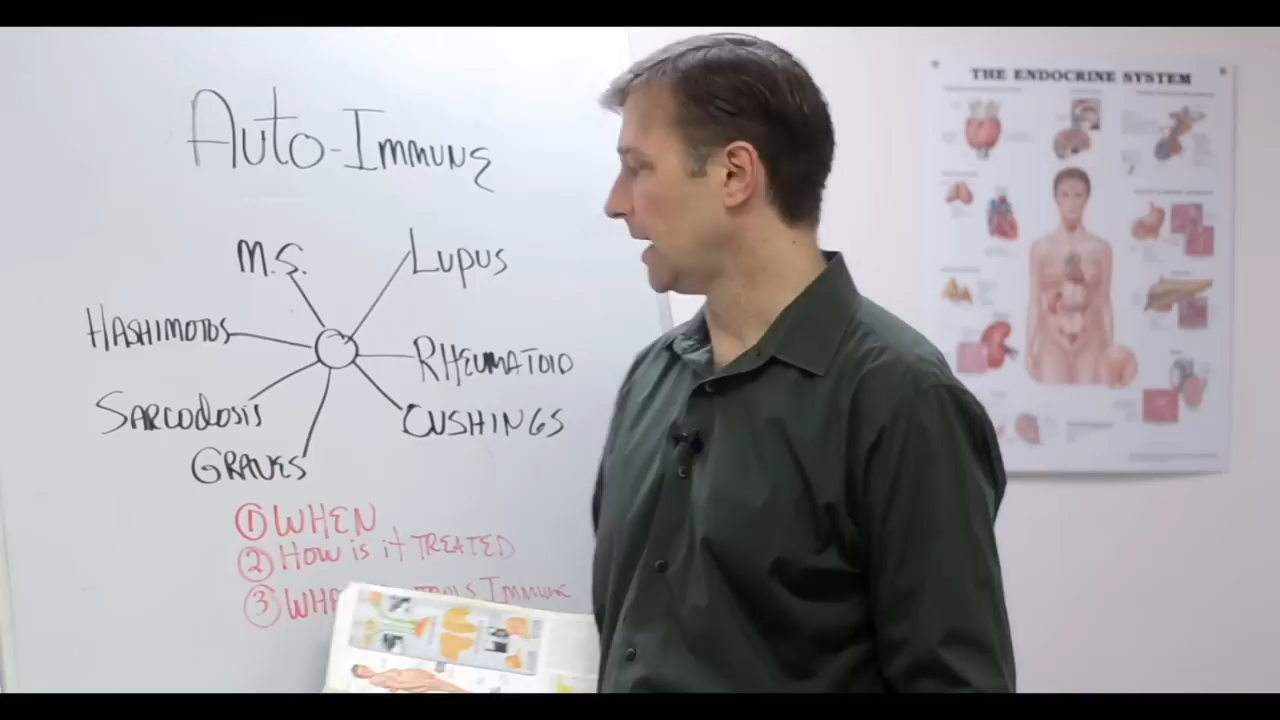 AUTO-IMMUNE
M.S.
LUPUS
HASHIMOTOS
RHEUMATOID
SARCODOSIS
CUSHINGS
GRAVES
① WHEN
② HOW is it TREATED
③ IMMUNE
THE ENDOCRINE SYSTEM